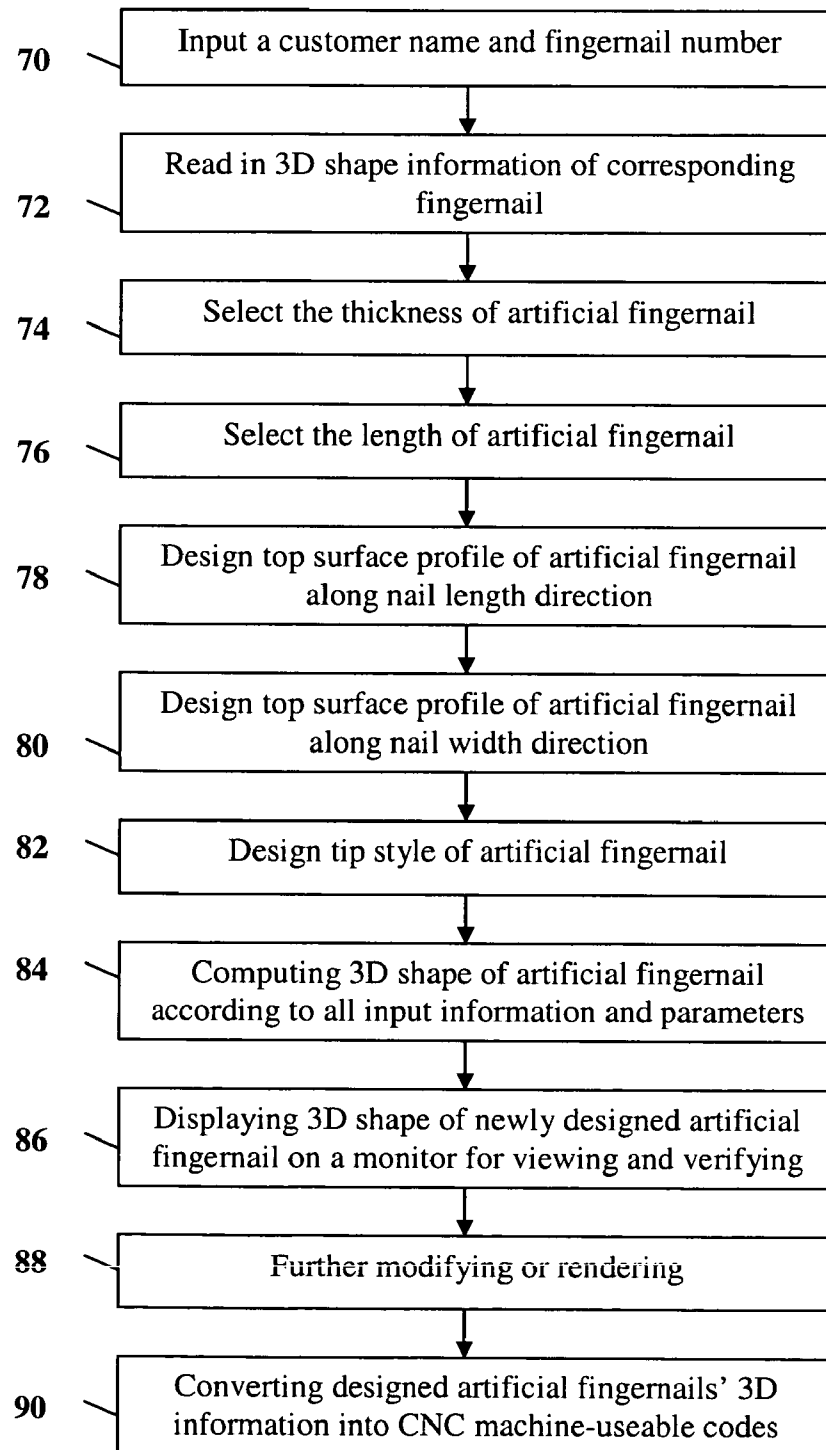 70
Input a customer name and fingernail number
72
Read in 3D shape information of corresponding
fingernail
74
Select the thickness of artificial fingernail
76
Select the length of artificial fingernail
78
Design top surface profile of artificial fingernail
along nail length direction
80
Design top surface profile of artificial fingernail
along nail width direction
82
Design tip style of artificial fingernail
84
Computing 3D shape of artificial fingernail
according to all input information and parameters
86
Displaying 3D shape of newly designed artificial
fingernail on a monitor for viewing and verifying
88
Further modifying or rendering
90
Converting designed artificial fingernails' 3D
information into CNC machine-useable codes